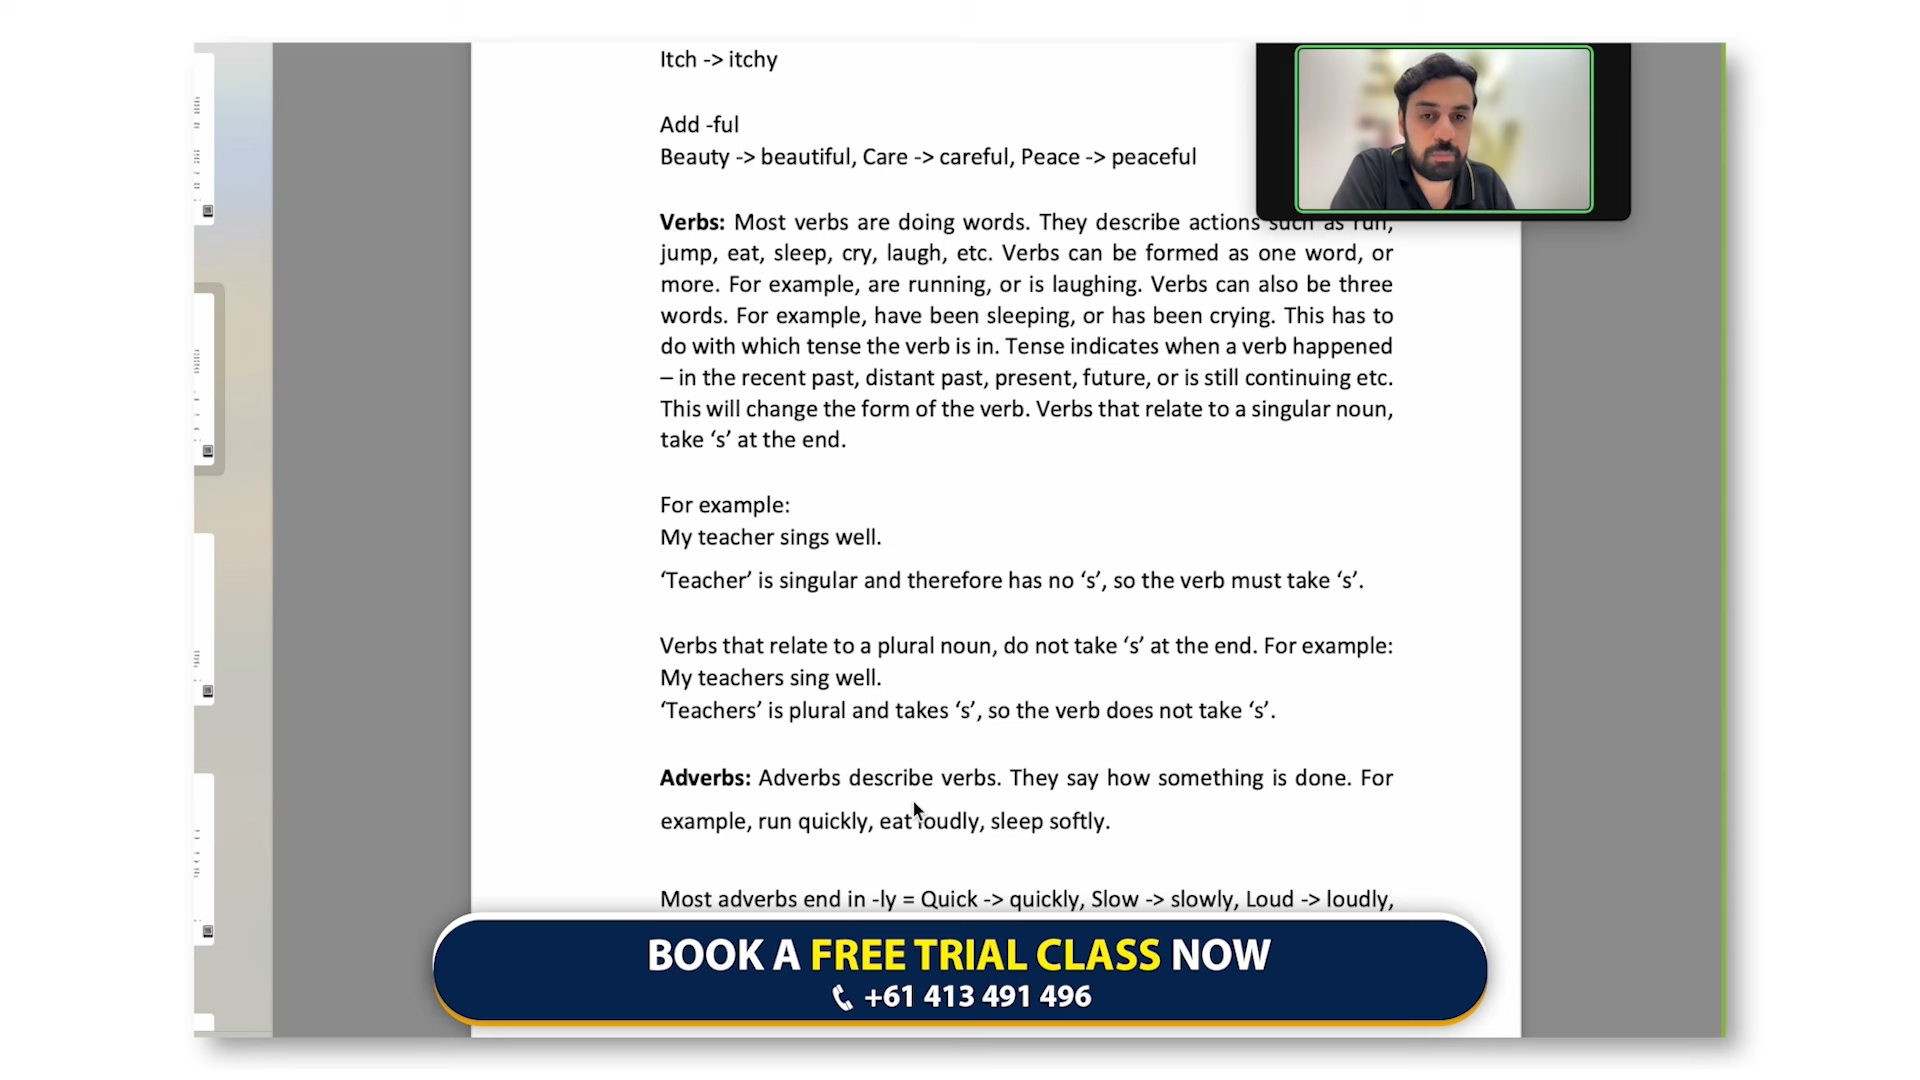 Itch -> itchy
Add -ful
Beauty -> beautiful, Care -> careful, Peace -> peaceful
Verbs: Most verbs are doing words. They describe actions such as run,
jump, eat, sleep, cry, laugh, etc. Verbs can be formed as one word, or
more. For example, are running, or is laughing. Verbs can also be three
words. For example, have been sleeping, or has been crying. This has to
do with which tense the verb is in. Tense indicates when a verb happened
– in the recent past, distant past, present, future, or is still continuing etc.
This will change the form of the verb. Verbs that relate to a singular noun,
take ‘s’ at the end.
For example:
My teacher sings well.
‘Teacher’ is singular and therefore has no ‘s’, so the verb must take ‘s’.
Verbs that relate to a plural noun, do not take ‘s’ at the end. For example:
My teachers sing well.
‘Teachers’ is plural and takes ‘s’, so the verb does not take ‘s’.
Adverbs: Adverbs describe verbs. They say how something is done. For
example, run quickly, eat loudly, sleep softly.
Most adverbs end in -ly = Quick -> quickly, Slow -> slowly, Loud -> loudly,
BOOK A FREE TRIAL CLASS NOW
+61 413 491 496